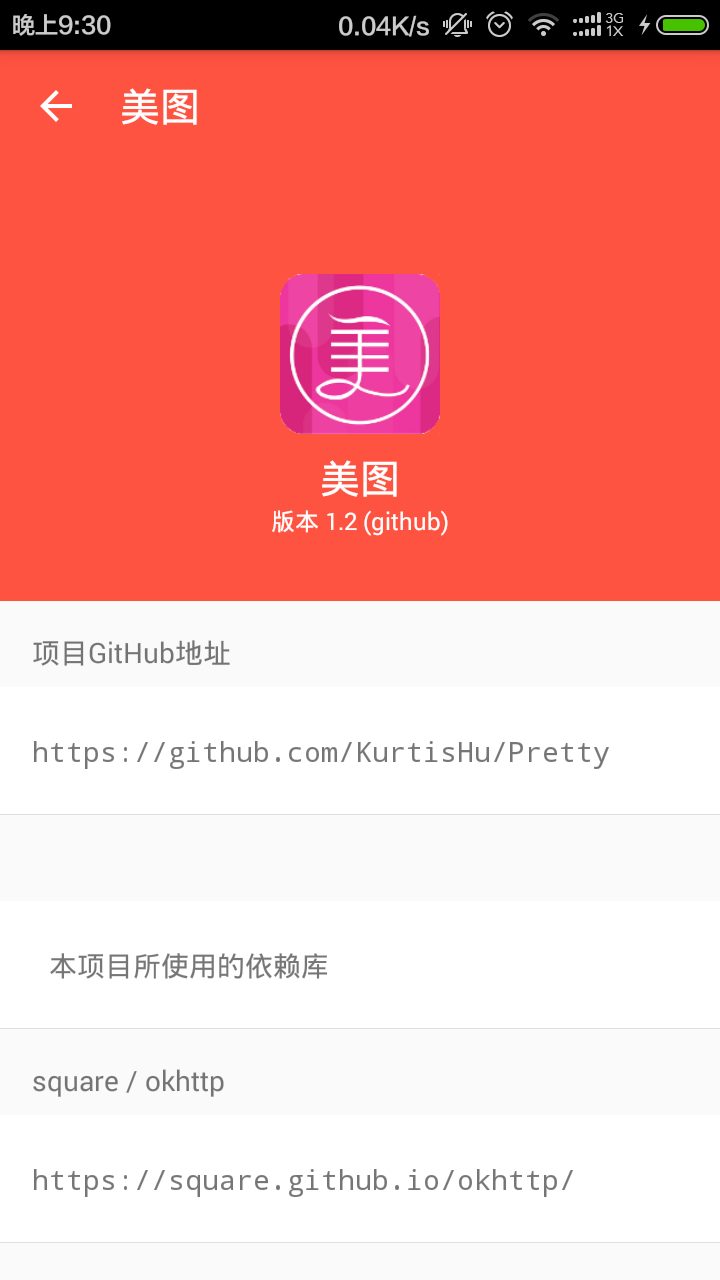 晚上9:30
0.04K/s
3G
1X
美图
美
美图
版本 1.2 (github)
项目GitHub地址
https://github.com/KurtisHu/Pretty
本项目所使用的依赖库
square / okhttp
https://square.github.io/okhttp/